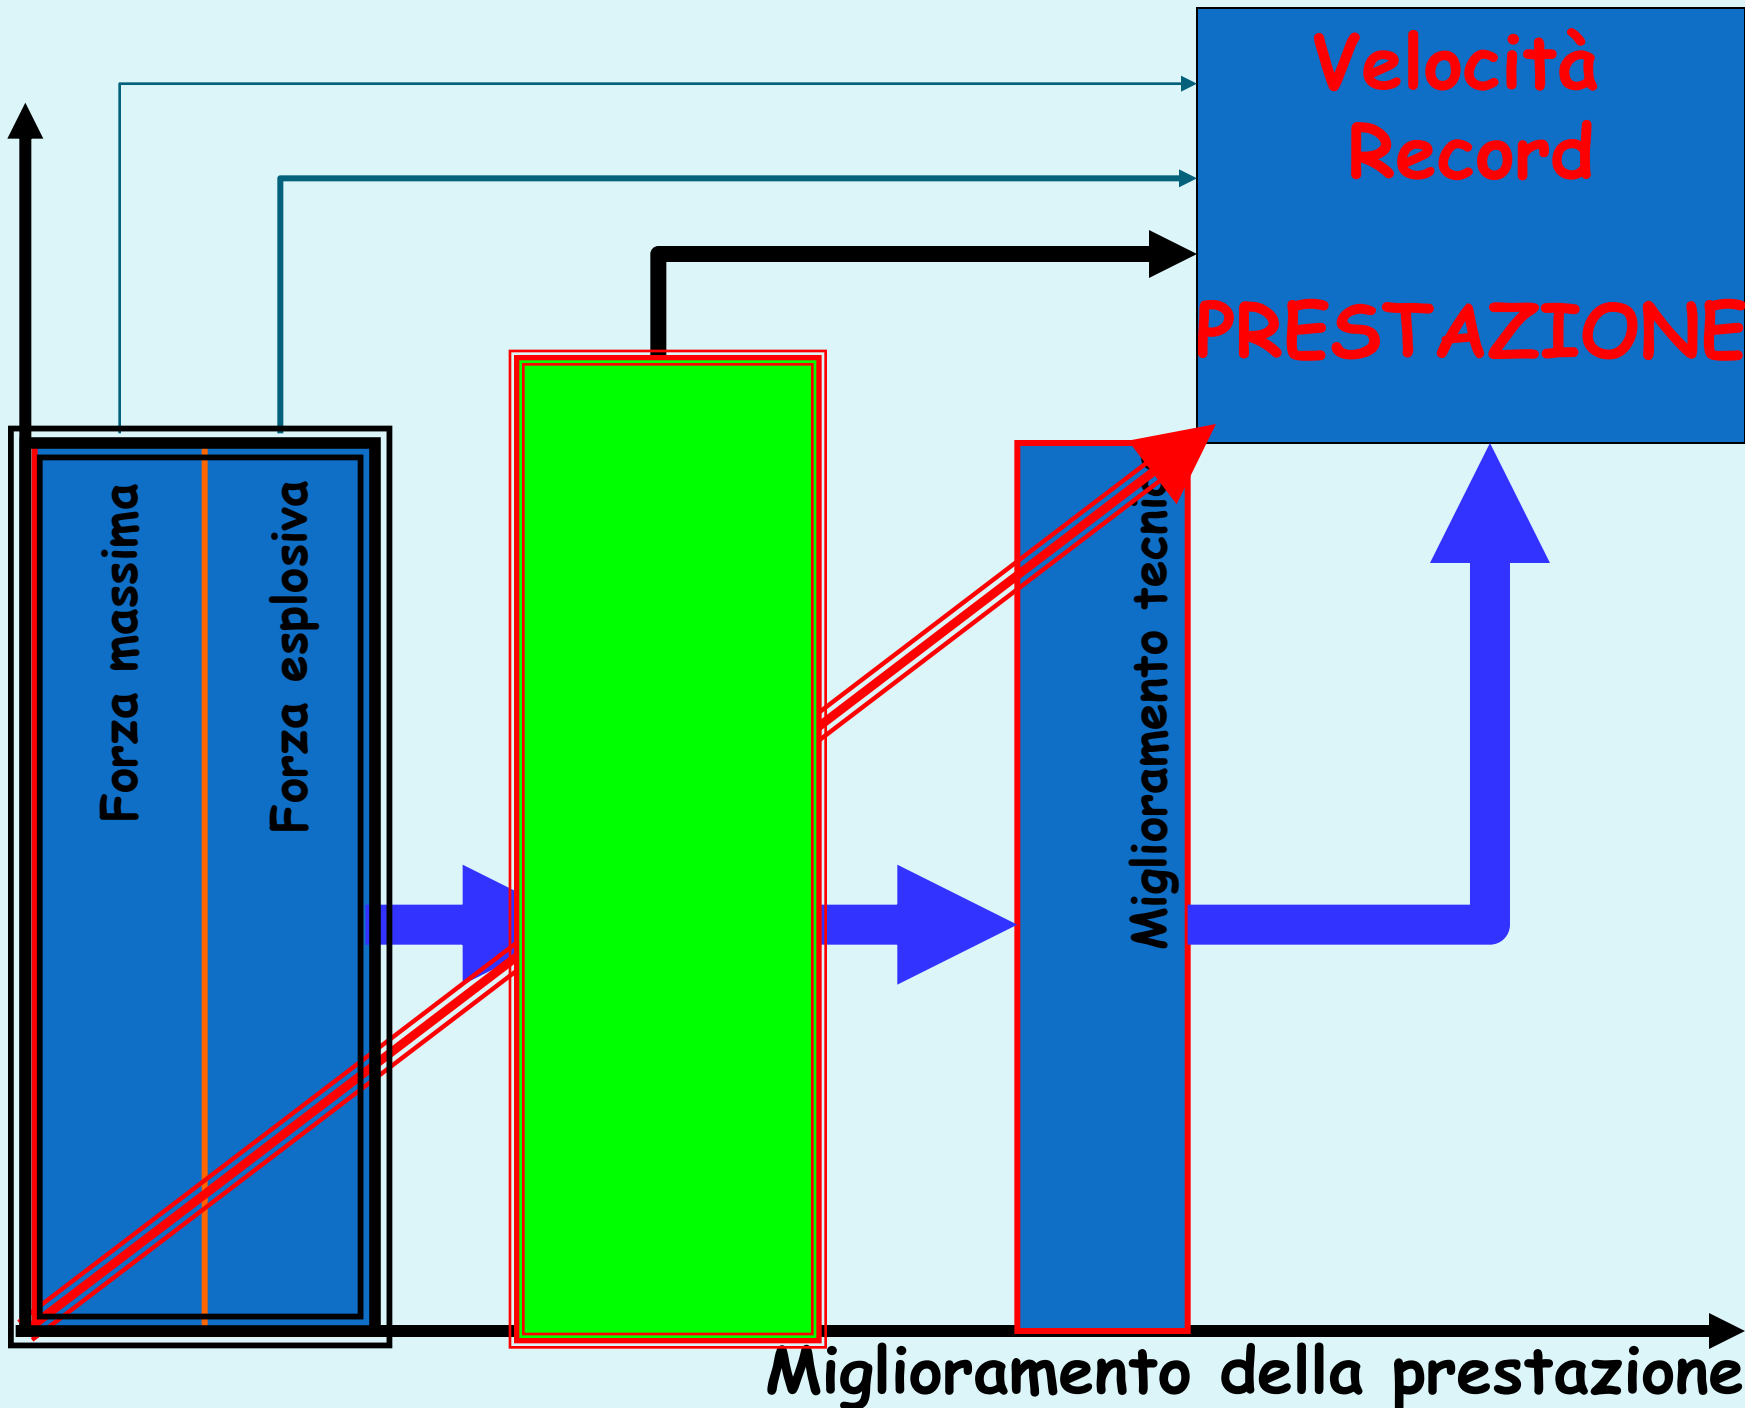 Velocità
Record
PRESTAZIONE
Forza massima
Forza esplosiva
Miglioramento
Miglioramento della prestazione